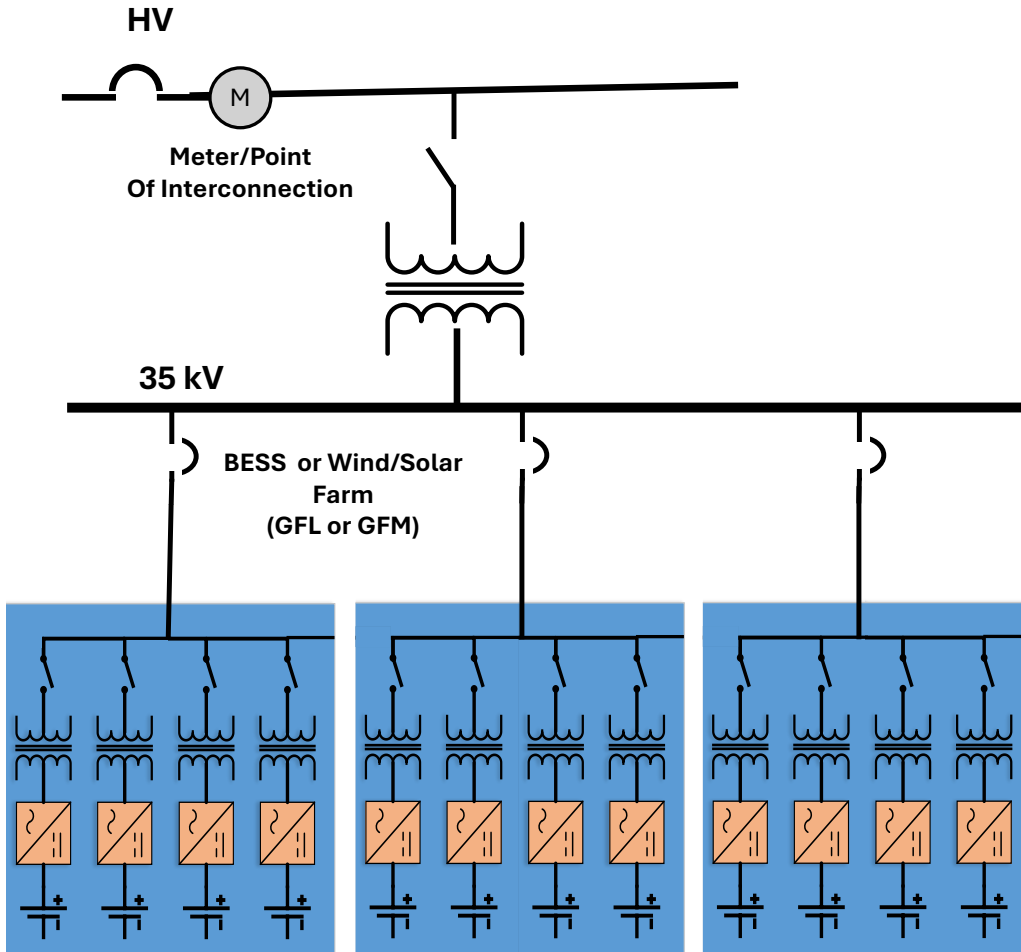 HV
M
Meter/Point
Of Interconnection
35 kV
BESS or Wind/Solar
Farm
(GFL or GFM)